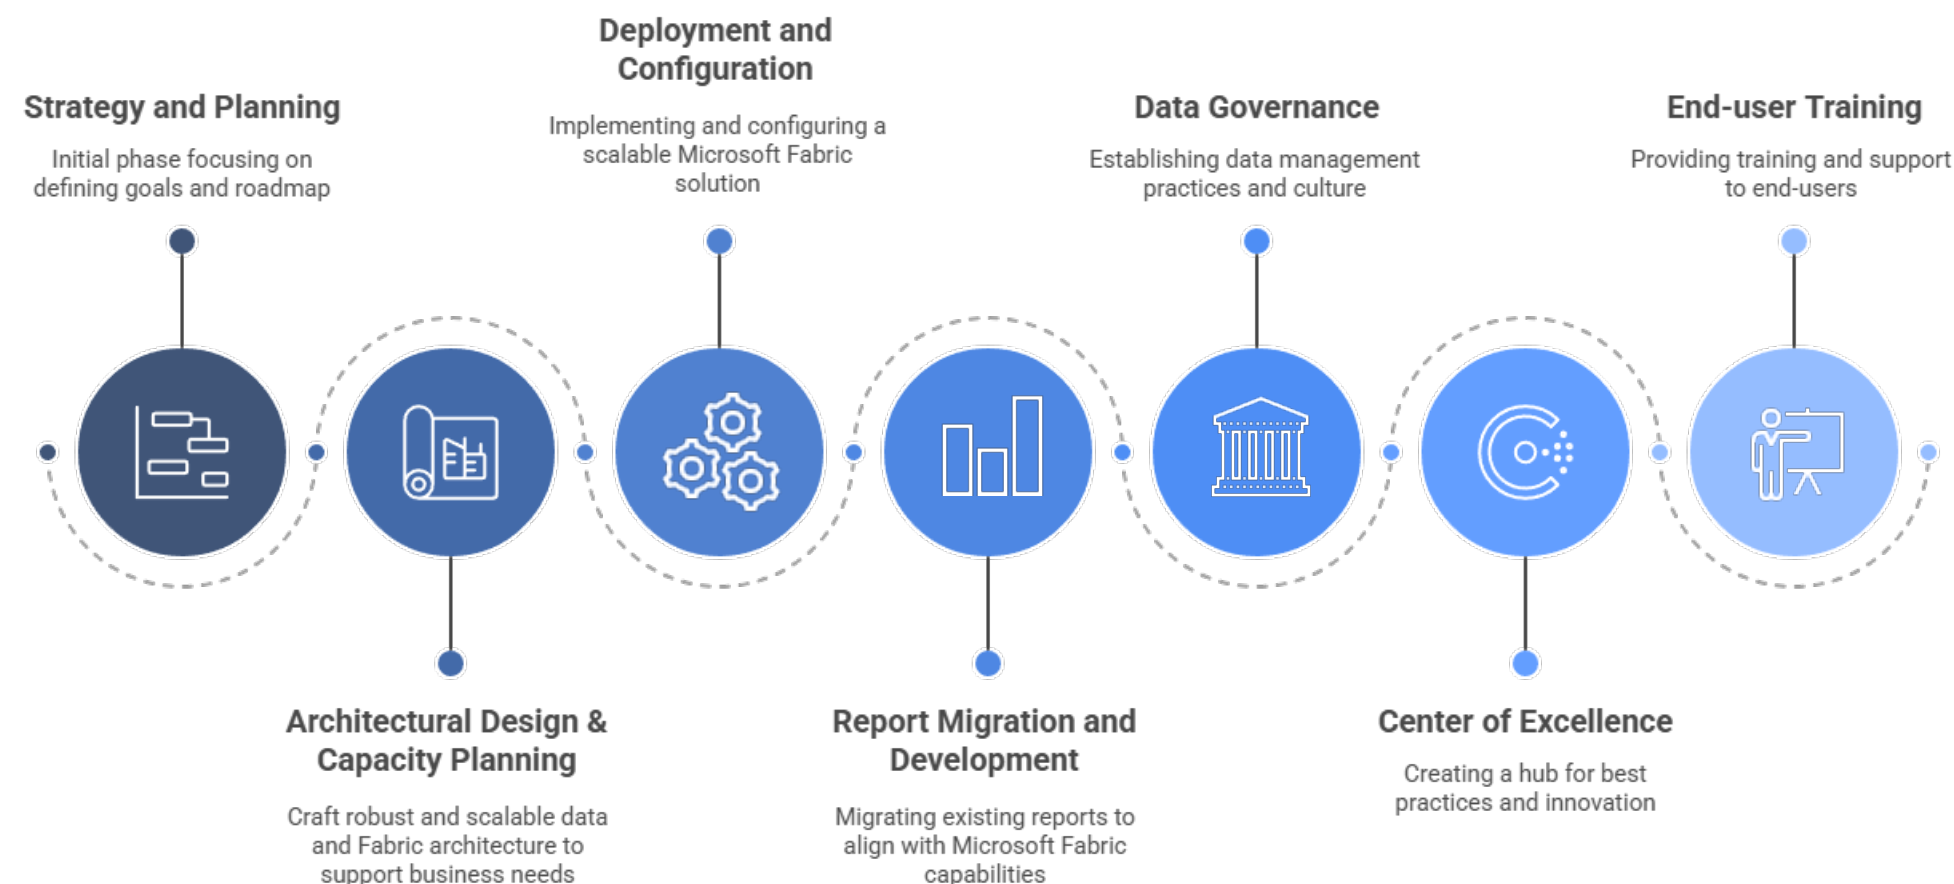 Strategy and Planning
Initial phase focusing on
defining goals and roadmap
Architectural Design &
Capacity Planning
Craft robust and scalable data
and Fabric architecture to
support business needs
Deployment and
Configuration
Implementing and configuring a
scalable Microsoft Fabric
solution
Report Migration and
Development
Migrating existing reports to
align with Microsoft Fabric
capabilities
Data Governance
Establishing data management
practices and culture
Center of Excellence
Creating a hub for best
practices and innovation
End-user Training
Providing training and support
to end-users